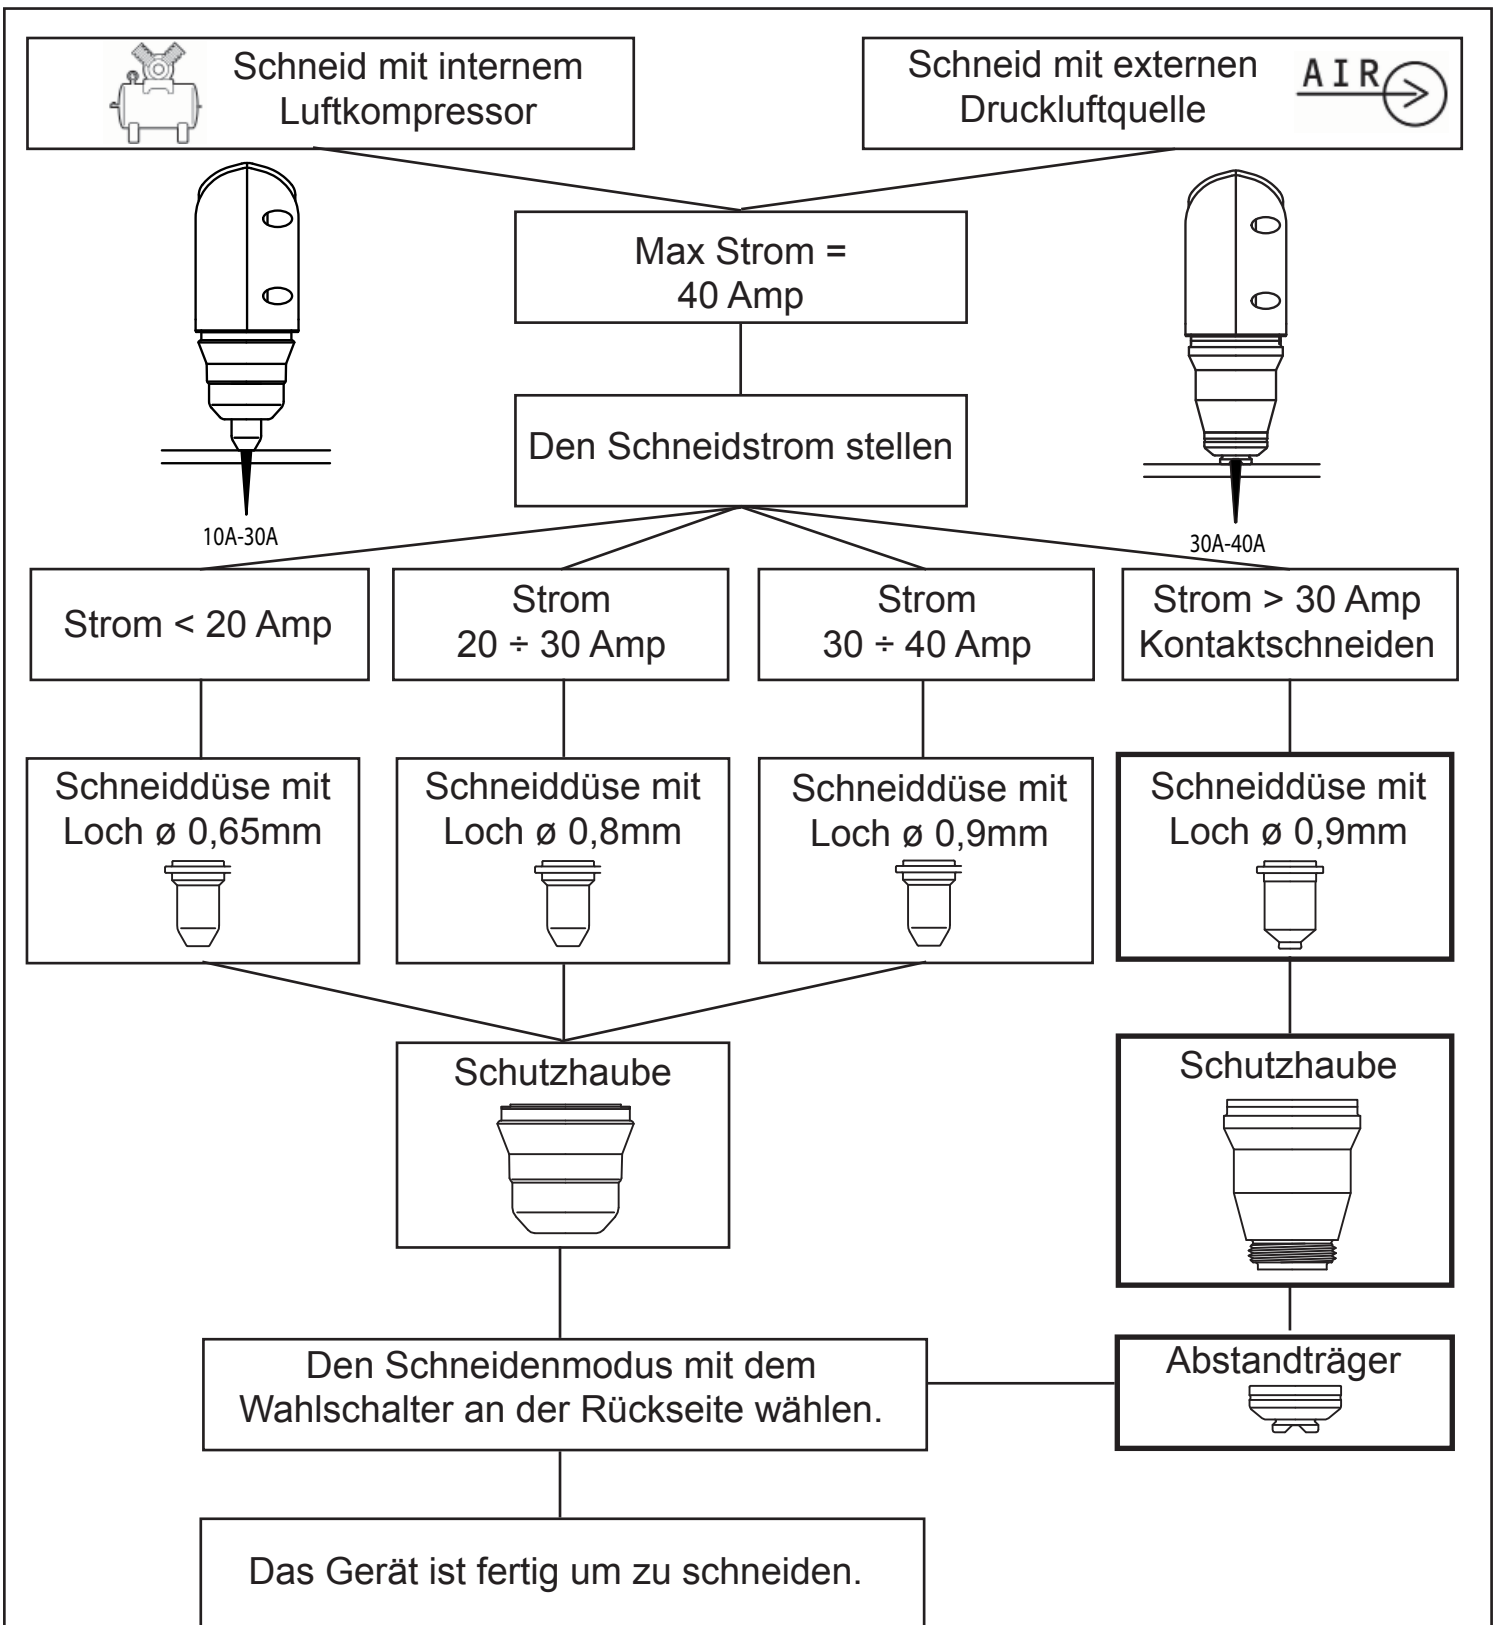 Schneid mit internem
Luftkompressor
Schneid mit externen
Druckluftquelle
AIR
Max Strom =
40 Amp
Den Schneidstrom stellen
10A-30A
30A-40A
Strom < 20 Amp
Strom
20 ÷ 30 Amp
Strom
30 ÷ 40 Amp
Strom > 30 Amp
Kontaktschneiden
Schneiddüse mit
Loch ø 0,65mm
Schneiddüse mit
Loch ø 0,8mm
Schneiddüse mit
Loch ø 0,9mm
Schneiddüse mit
Loch ø 0,9mm
Schutzhaube
Schutzhaube
Den Schneidenmodus mit dem
Wahlschalter an der Rückseite wählen.
Abstandträger
Das Gerät ist fertig um zu schneiden.